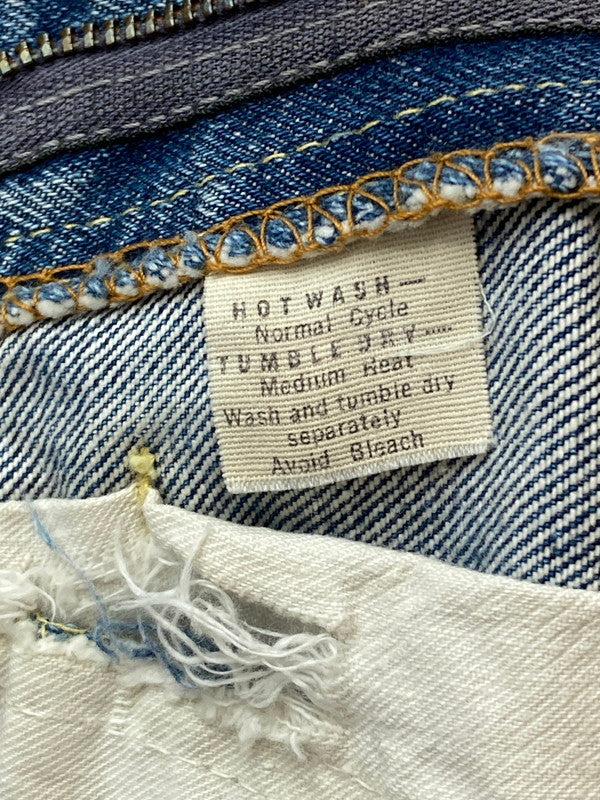 HOT WASH
Normal Cycle
TUMBLE DRY
Medium Heat
Wash and tumble dry
separately
Avoid Bleach